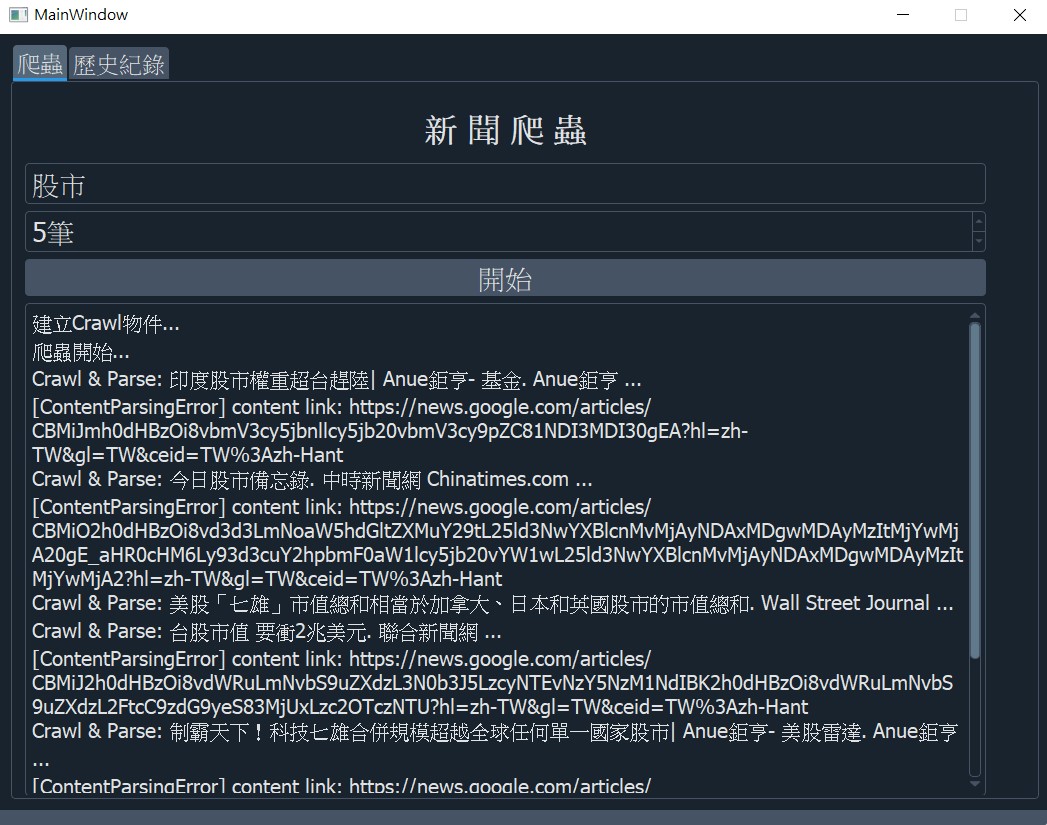 MainWindow
爬蟲 歷史紀錄
新聞爬蟲
股市
5筆
開始
建立Crawl物件...
爬蟲開始...
Crawl & Parse: 印度股市權重超台趕陸| Anue鉅亨- 基金. Anue鉅亨 ...
[ContentParsingError] content link: https://news.google.com/articles/
CBMiJmh0dHBzOi8vbmV3cy5jbnllcy5jb20vbmV3cy9pZC81NDI3MDI30gEA?hl=zh-
TW&gl=TW&ceid=TW%3Azh-Hant
Crawl & Parse: 今日股市備忘錄. 中時新聞網 Chinatimes.com ...
[ContentParsingError] content link: https://news.google.com/articles/
CBMiO2h0dHBzOi8vd3d3LmNoaW5hdGltZXMuY29tL25ld3NwYXBlcnMvMjAyNDAxMDgwMDAyMzItMjYwMj
A20gE_aHR0cHM6Ly93d3cuY2hpbmF0aW1lcy5jb20vYW1wL25ld3NwYXBlcnMvMjAyNDAxMDgwMDAyMzIt
MjYwMjA2?hl=zh-TW&gl=TW&ceid=TW%3Azh-Hant
Crawl & Parse: 美股「七雄」市值總和相當於加拿大、日本和英國股市的市值總和. Wall Street Journal ...
Crawl & Parse: 台股市值 要衝2兆美元. 聯合新聞網 ...
[ContentParsingError] content link: https://news.google.com/articles/
CBMiJ2h0dHBzOi8vdWRuLmNvbS9uZXdzL3N0b3J5LzcyNTEvNzY5NzM1NdIBK2h0dHBzOi8vdWRuLmNvbS
9uZXdzL2FtcC9zdG9yeS83MjUxLzc2OTczNTU?hl=zh-TW&gl=TW&ceid=TW%3Azh-Hant
Crawl & Parse: 制霸天下！科技七雄合併規模超越全球任何單一國家股市| Anue鉅亨- 美股雷達. Anue鉅亨
...
[ContentParsingError] content link: https://news.google.com/articles/